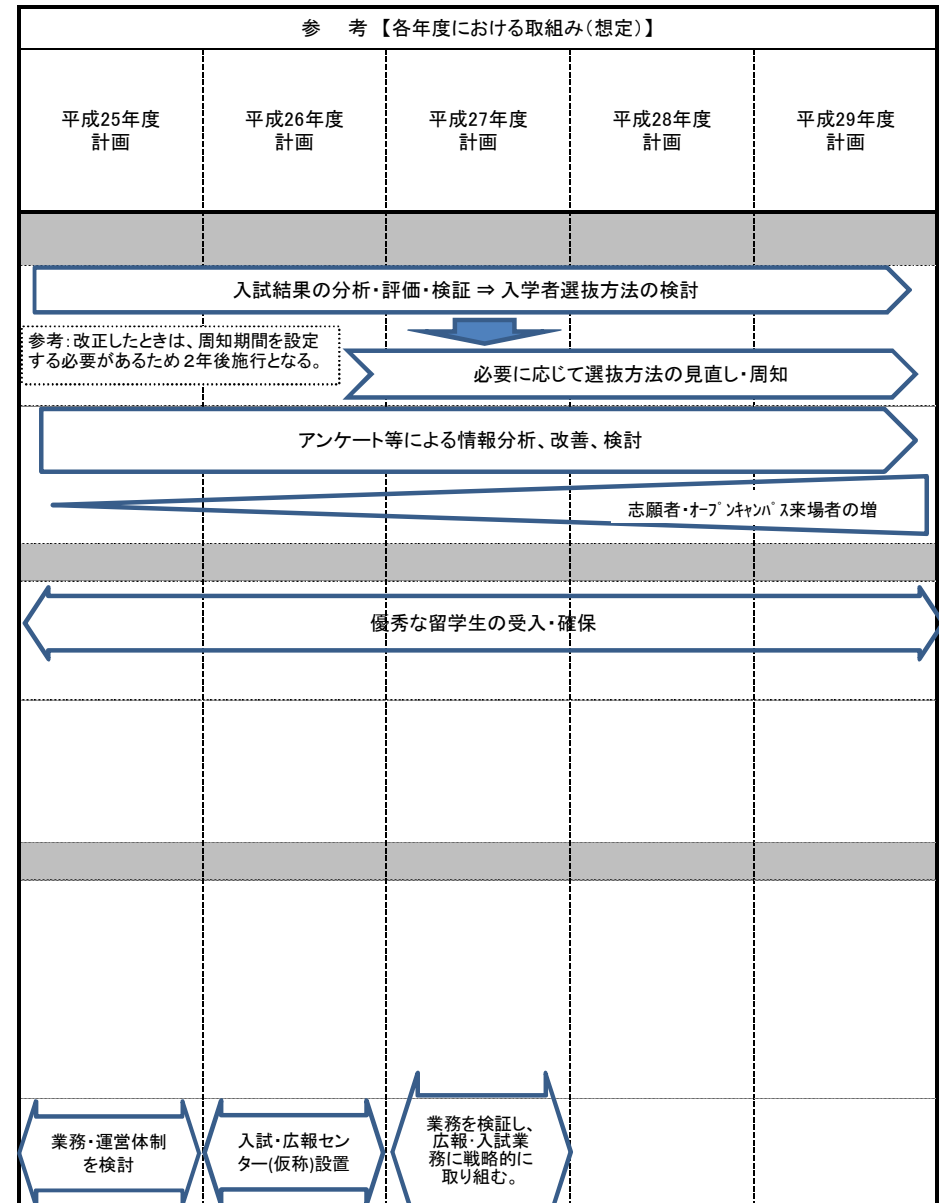 参　考【各年度における取組み(想定)】
平成25年度
計画
平成26年度
計画
平成27年度
計画
平成28年度
計画
平成29年度
計画
入試結果の分析・評価・検証 ⇒ 入学者選抜方法の検討
参考：改正したときは、周知期間を設定
する必要があるため２年後施行となる。
必要に応じて選抜方法の見直し・周知
アンケート等による情報分析、改善、検討
志願者・ｵｰﾌﾟﾝｷｬﾝﾊﾟｽ来場者の増
優秀な留学生の受入・確保
業務・運営体制
を検討
入試・広報セン
ター(仮称)設置
業務を検証し、
広報・入試業
務に戦略的に
取り組む。